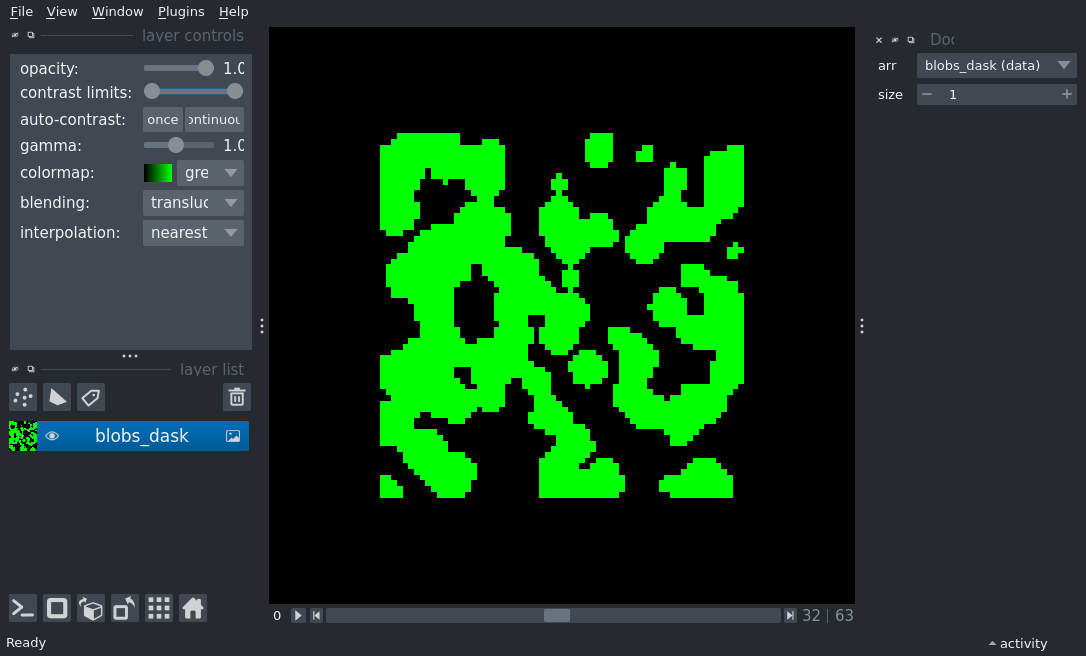 File View Window Plugins Help
layer controls
opacity: 1.0
contrast limits:
auto-contrast: once ontinuou
gamma: 1.0
colormap: gre
blending: transluc
interpolation: nearest
layer list
blobs_dask
0 32 | 63
Ready
Doc
arr blobs_dask (data)
size 1
activity